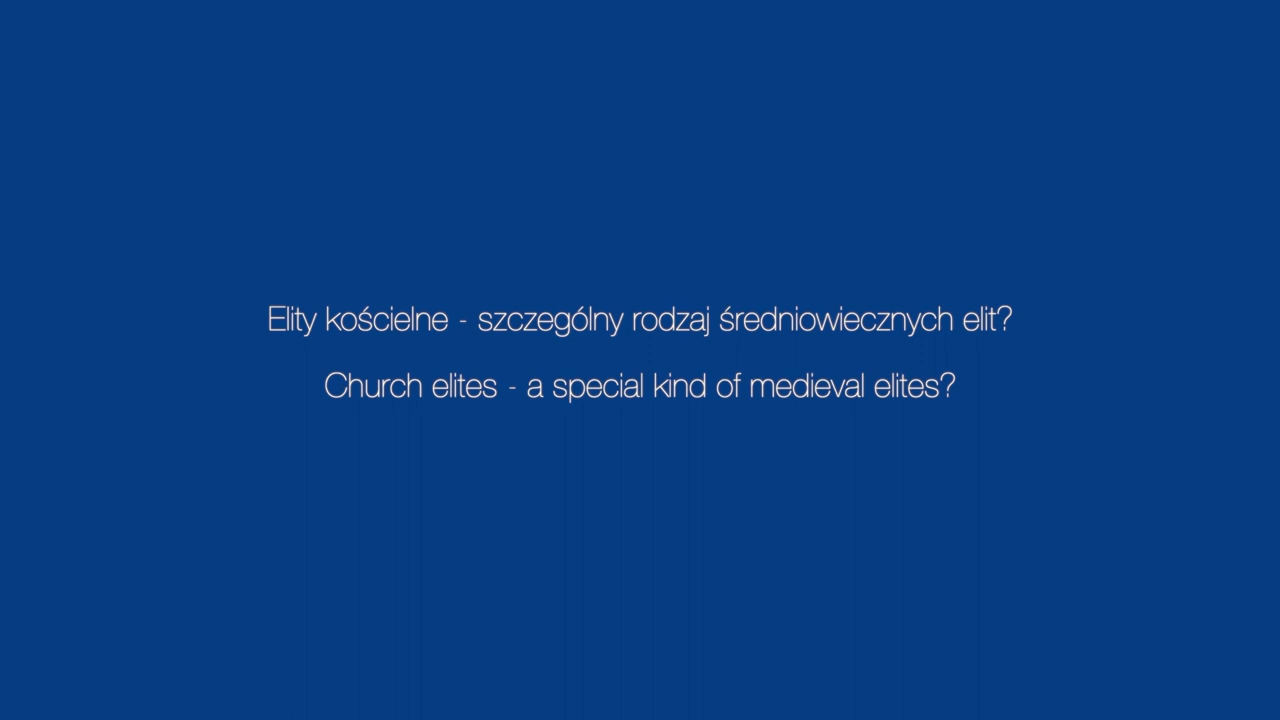 Elity kościelne - szczególny rodzaj średniowiecznych elit?
Church elites - a special kind of medieval elites?